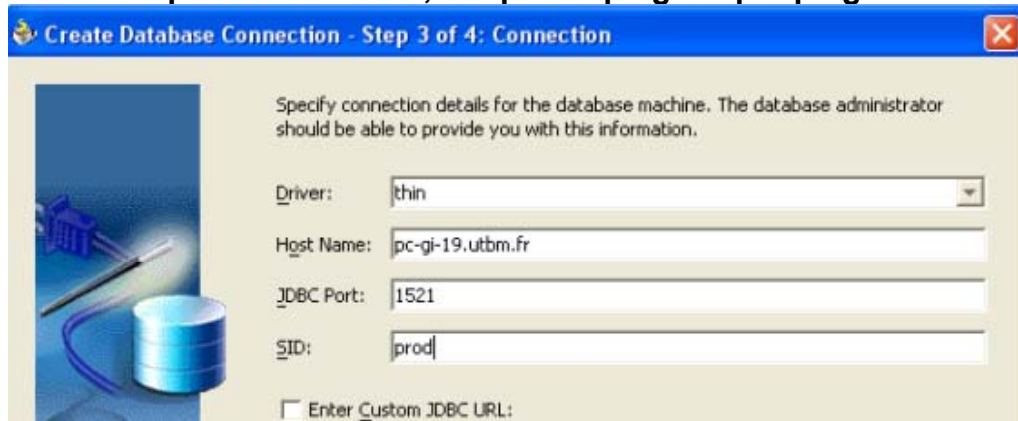 Create Database Connection - Step 3 of 4: Connection
Specify connection details for the database machine. The database administrator
should be able to provide you with this information.
Driver: thin
Host Name: pc-gi-19.utbm.fr
JDBC Port: 1521
SID: prod
Enter Custom JDBC URL: